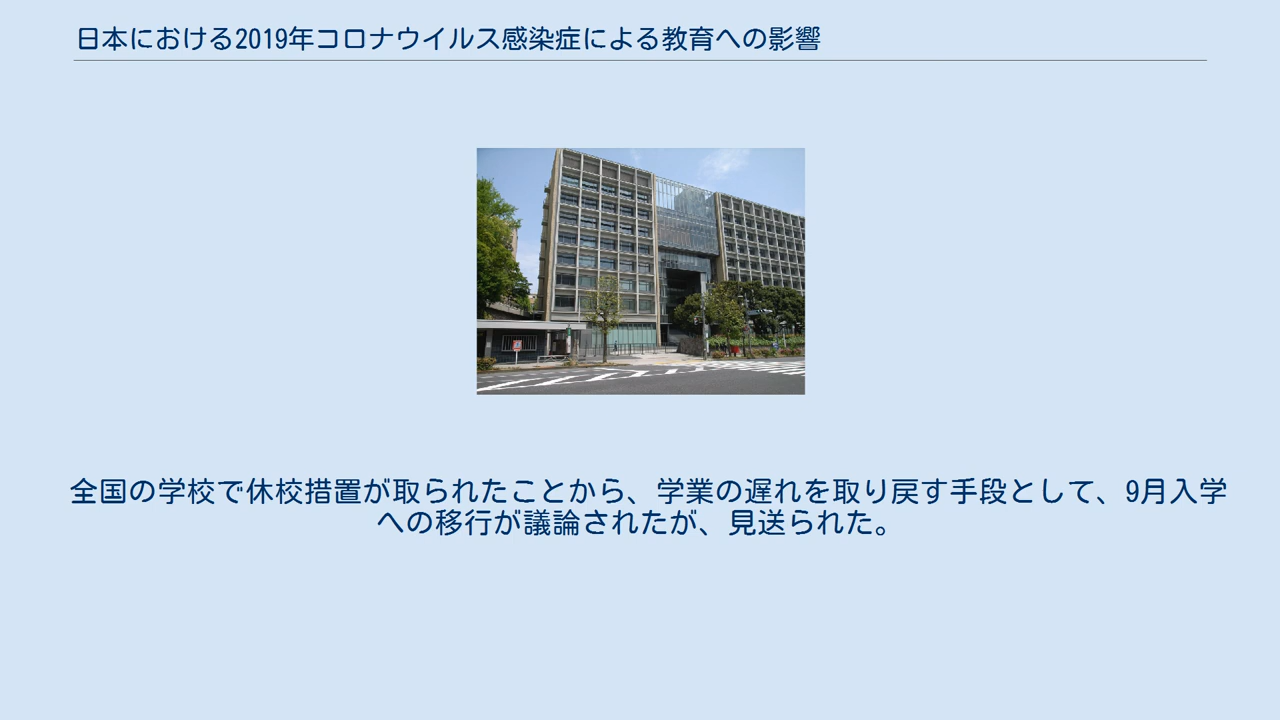 日本における2019年コロナウイルス感染症による教育への影響
全国の学校で休校措置が取られたことから、学業の遅れを取り戻す手段として、9月入学
への移行が議論されたが、見送られた。